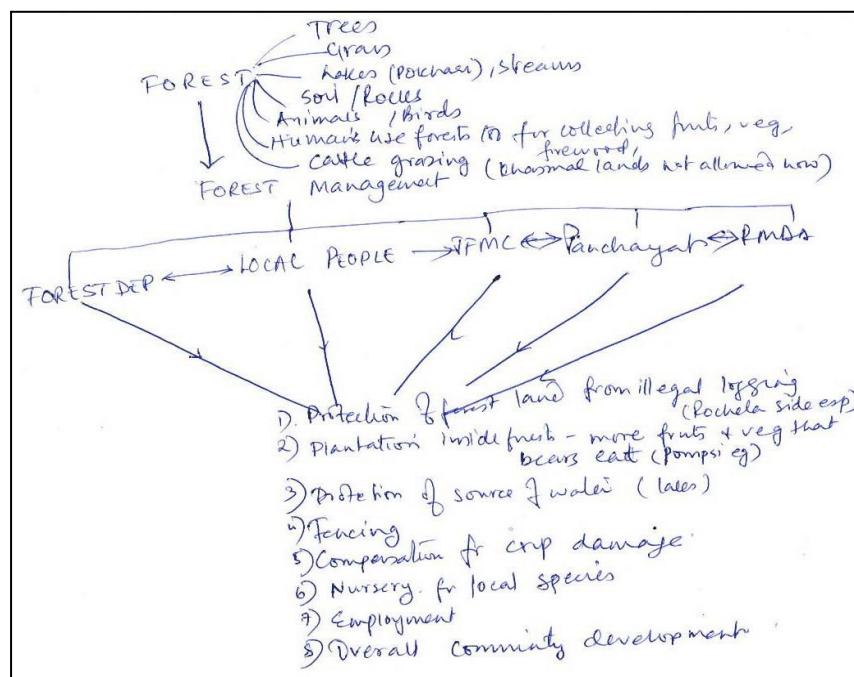 Trees
Grass
FOREST
Lakes (Pokhari), streams
Soil / Rocks
Animals / Birds
Humans use forests for collecting fruits, veg,
firewood,
Cattle grazing (Khasmal lands not allowed now)
FOREST Management
FOREST DEP LOCAL PEOPLE JFMC Panchayat RMDA
1) Protection of forest land from illegal logging
(Rochela side esp)
2) Plantation inside - more fruits & veg that
bears eat (Pompsi eg)
3) Protection of source of water (lakes)
4) Fencing
5) Compensation for crop damage
6) Nursery for local species
7) Employment
8) Overall community development